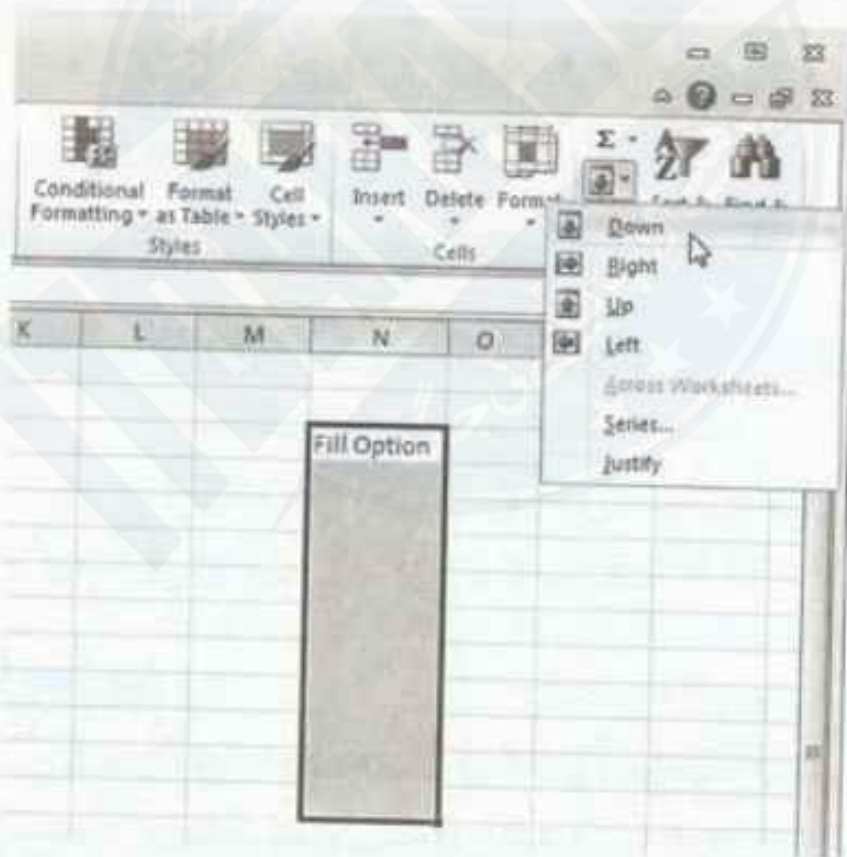 Σ
Conditional Formatting
Format as Table
Cell Styles
Insert
Delete
Format
Styles
Cells
Down
Right
Up
Left
Across Worksheets...
Series...
Justify
K L M N O
Fill Option